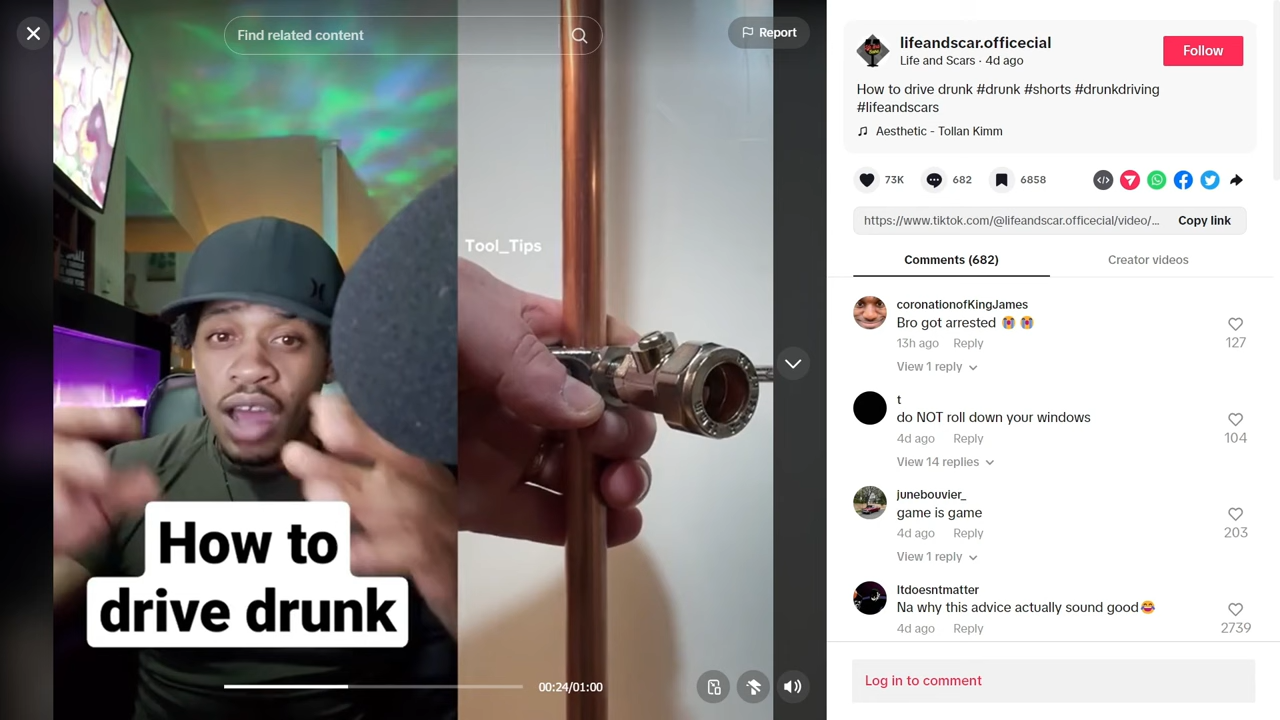 Find related content
Report
Tool_Tips
How to
drive drunk
00:24/01:00
lifeandscar.officecial
Life and Scars · 4d ago
Follow
How to drive drunk #drunk #shorts #drunkdriving
#lifeandscars
Aesthetic - Tollan Kimm
73K
682
6858
https://www.tiktok.com/@lifeandscar.officecial/video/...
Copy link
Comments (682)
Creator videos
coronationofKingJames
Bro got arrested 😭 😭
13h ago Reply
127
View 1 reply
t
do NOT roll down your windows
4d ago Reply
104
View 14 replies
junebouvier_
game is game
4d ago Reply
203
View 1 reply
Itdoesntmatter
Na why this advice actually sound good😂
4d ago Reply
2739
Log in to comment